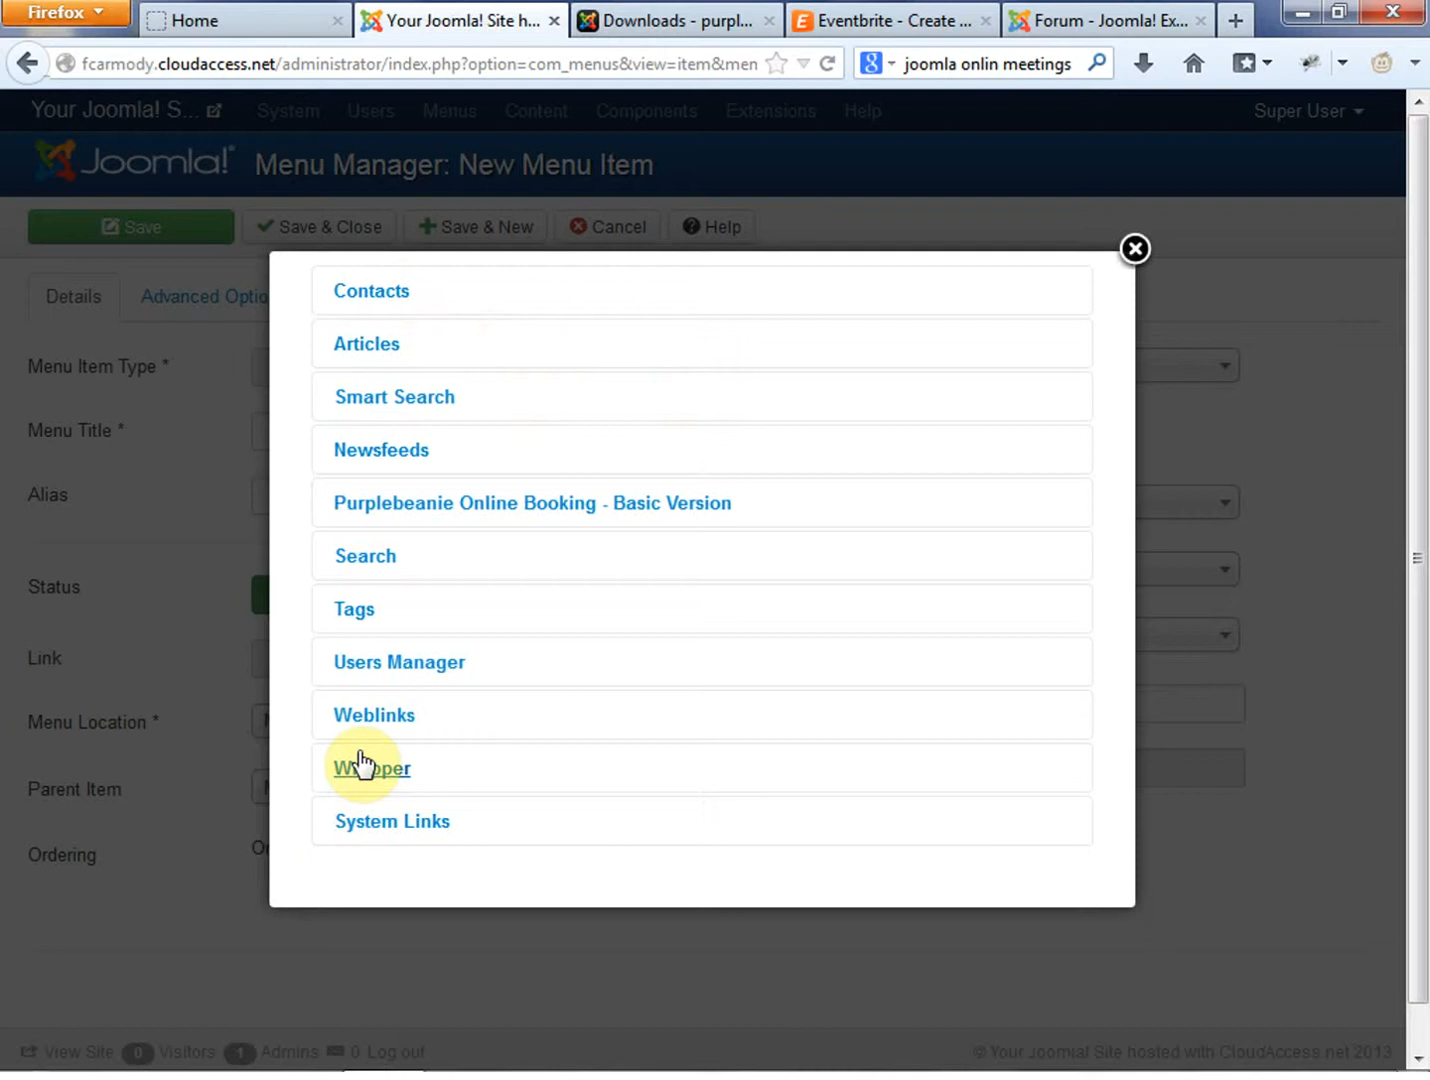 Firefox
Home
Your Joomla! Site h...
Downloads - purpl...
Eventbrite - Create ...
Forum - Joomla! Ex...
fcarmody.cloudaccess.net/administrator/index.php?option=com_menus&view=item&men
joomla onlin meetings
Your Joomla! S... System Users Menus Content Components Extensions Help Super User
Joomla! Menu Manager: New Menu Item
Save Save & Close Save & New Cancel Help
Details Advanced Optio
Contacts
Articles
Menu Item Type *
Smart Search
Menu Title *
Newsfeeds
Alias
Purplebeanie Online Booking - Basic Version
Search
Status
Tags
Link
Users Manager
Menu Location *
Weblinks
Wrapper
Parent Item
System Links
Ordering
View Site 0 Visitors 1 Admins 0 Log out
© Your Joomla! Site hosted with CloudAccess.net 2013